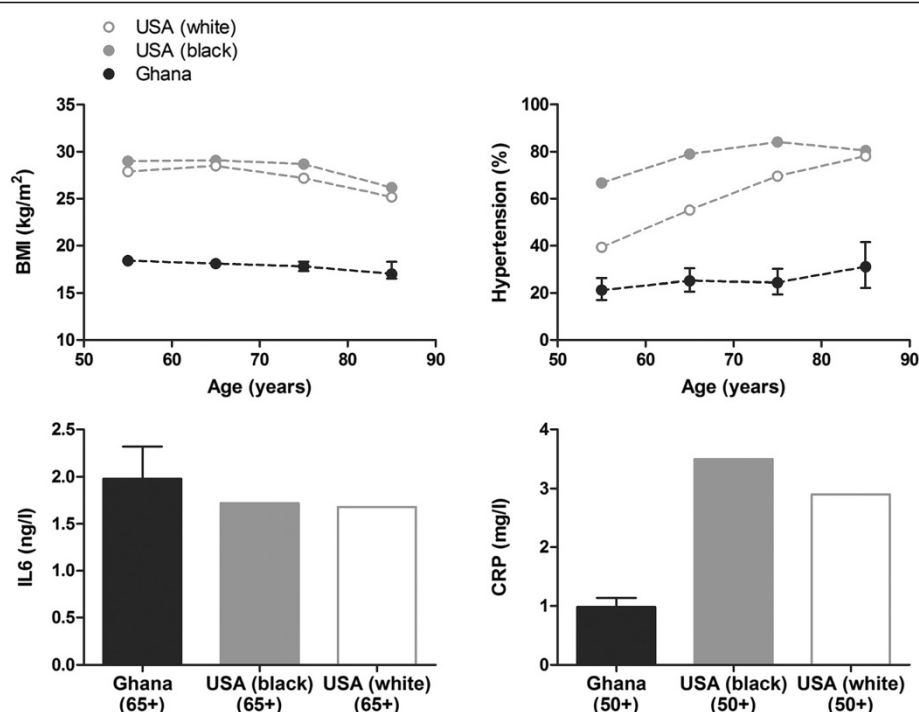 USA (white)
USA (black)
Ghana
35
30
25
20
15
10
BMI (kg/m²)
50 60 70 80 90
Age (years)
100
80
60
40
20
0
Hypertension (%)
50 60 70 80 90
Age (years)
2.5
2.0
1.5
1.0
0.5
0.0
IL6 (ng/l)
Ghana USA (black) USA (white)
(65+) (65+) (65+)
4
3
2
1
0
CRP (mg/l)
Ghana USA (black) USA (white)
(50+) (50+) (50+)